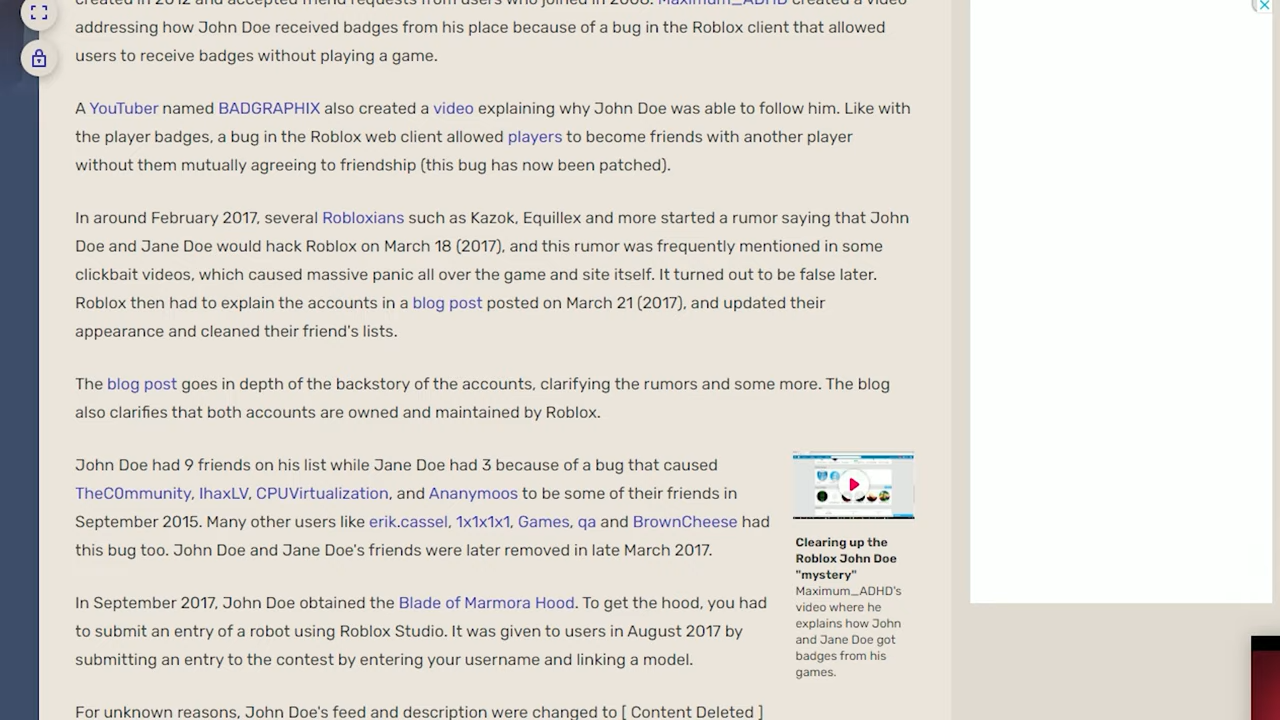 created in 2012 and accepted friend requests from users who joined in 2008. Maximum_ADHD created a video
addressing how John Doe received badges from his place because of a bug in the Roblox client that allowed
users to receive badges without playing a game.
A YouTuber named BADGRAPHIX also created a video explaining why John Doe was able to follow him. Like with
the player badges, a bug in the Roblox web client allowed players to become friends with another player
without them mutually agreeing to friendship (this bug has now been patched).
In around February 2017, several Robloxians such as Kazok, Equillex and more started a rumor saying that John
Doe and Jane Doe would hack Roblox on March 18 (2017), and this rumor was frequently mentioned in some
clickbait videos, which caused massive panic all over the game and site itself. It turned out to be false later.
Roblox then had to explain the accounts in a blog post posted on March 21 (2017), and updated their
appearance and cleaned their friend's lists.
The blog post goes in depth of the backstory of the accounts, clarifying the rumors and some more. The blog
also clarifies that both accounts are owned and maintained by Roblox.
John Doe had 9 friends on his list while Jane Doe had 3 because of a bug that caused
TheC0mmunity, IhaxLV, CPUVirtualization, and Ananymoos to be some of their friends in
September 2015. Many other users like erik.cassel, 1x1x1x1, Games, qa and BrownCheese had
this bug too. John Doe and Jane Doe's friends were later removed in late March 2017.
In September 2017, John Doe obtained the Blade of Marmora Hood. To get the hood, you had
to submit an entry of a robot using Roblox Studio. It was given to users in August 2017 by
submitting an entry to the contest by entering your username and linking a model.
For unknown reasons, John Doe's feed and description were changed to [ Content Deleted ]
Clearing up the
Roblox John Doe
"mystery"
Maximum_ADHD's
video where he
explains how John
and Jane Doe got
badges from his
games.